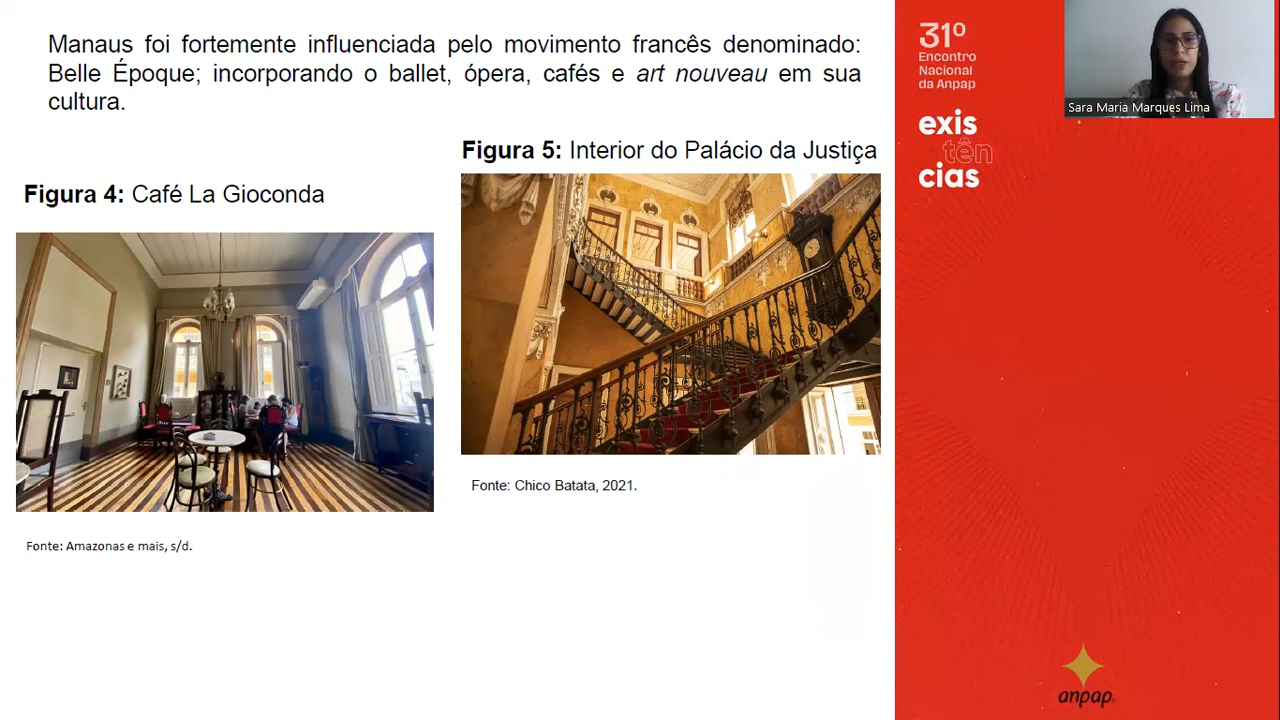 Manaus foi fortemente influenciada pelo movimento francês denominado:
Belle Époque; incorporando o ballet, ópera, cafés e art nouveau em sua
cultura.
Figura 4: Café La Gioconda
Fonte: Amazonas e mais, s/d.
Figura 5: Interior do Palácio da Justiça
Fonte: Chico Batata, 2021.
31º
Encontro
Nacional
da Anpap
exis
tên
cias
Sara Maria Marques Lima
anpap